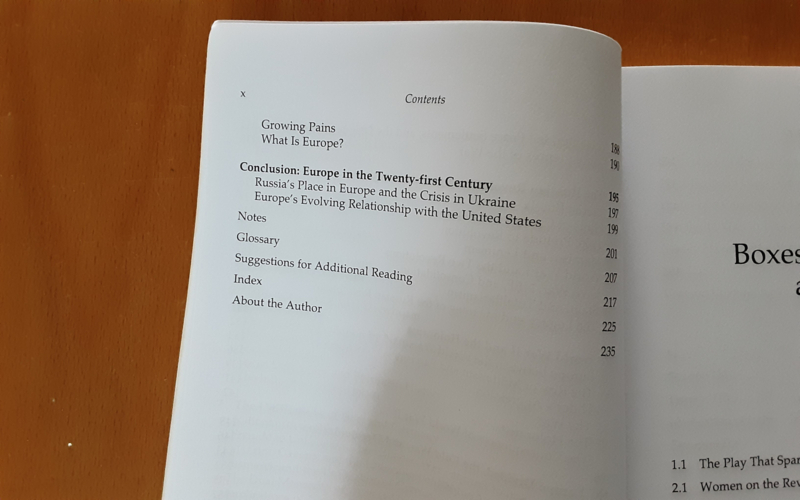 x Contents
Growing Pains 188
What Is Europe? 190
Conclusion: Europe in the Twenty-first Century 195
Russia's Place in Europe and the Crisis in Ukraine 197
Europe's Evolving Relationship with the United States 199
Notes 201
Glossary 207
Suggestions for Additional Reading 217
Index 225
About the Author 235
Boxes
a
1.1 The Play That Spar
2.1 Women on the Rev